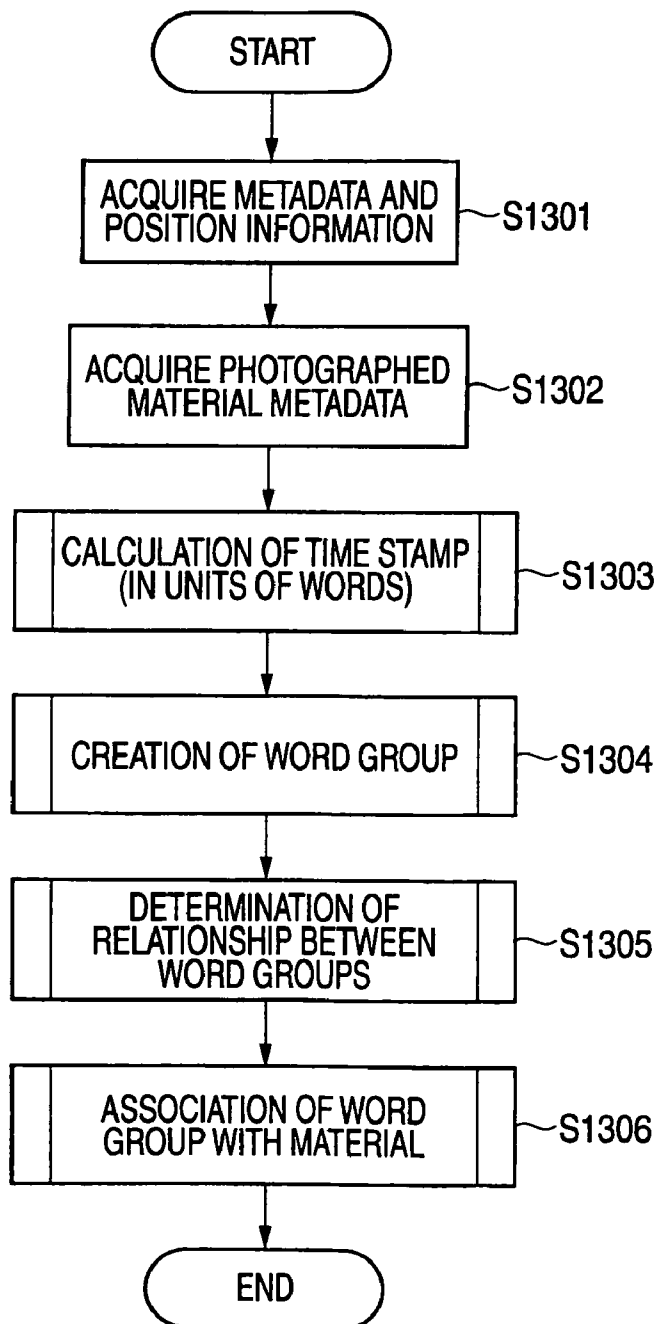 START
ACQUIRE METADATA AND
POSITION INFORMATION
S1301
ACQUIRE PHOTOGRAPHED
MATERIAL METADATA
S1302
CALCULATION OF TIME STAMP
(IN UNITS OF WORDS)
S1303
CREATION OF WORD GROUP
S1304
DETERMINATION OF
RELATIONSHIP BETWEEN
WORD GROUPS
S1305
ASSOCIATION OF WORD
GROUP WITH MATERIAL
S1306
END